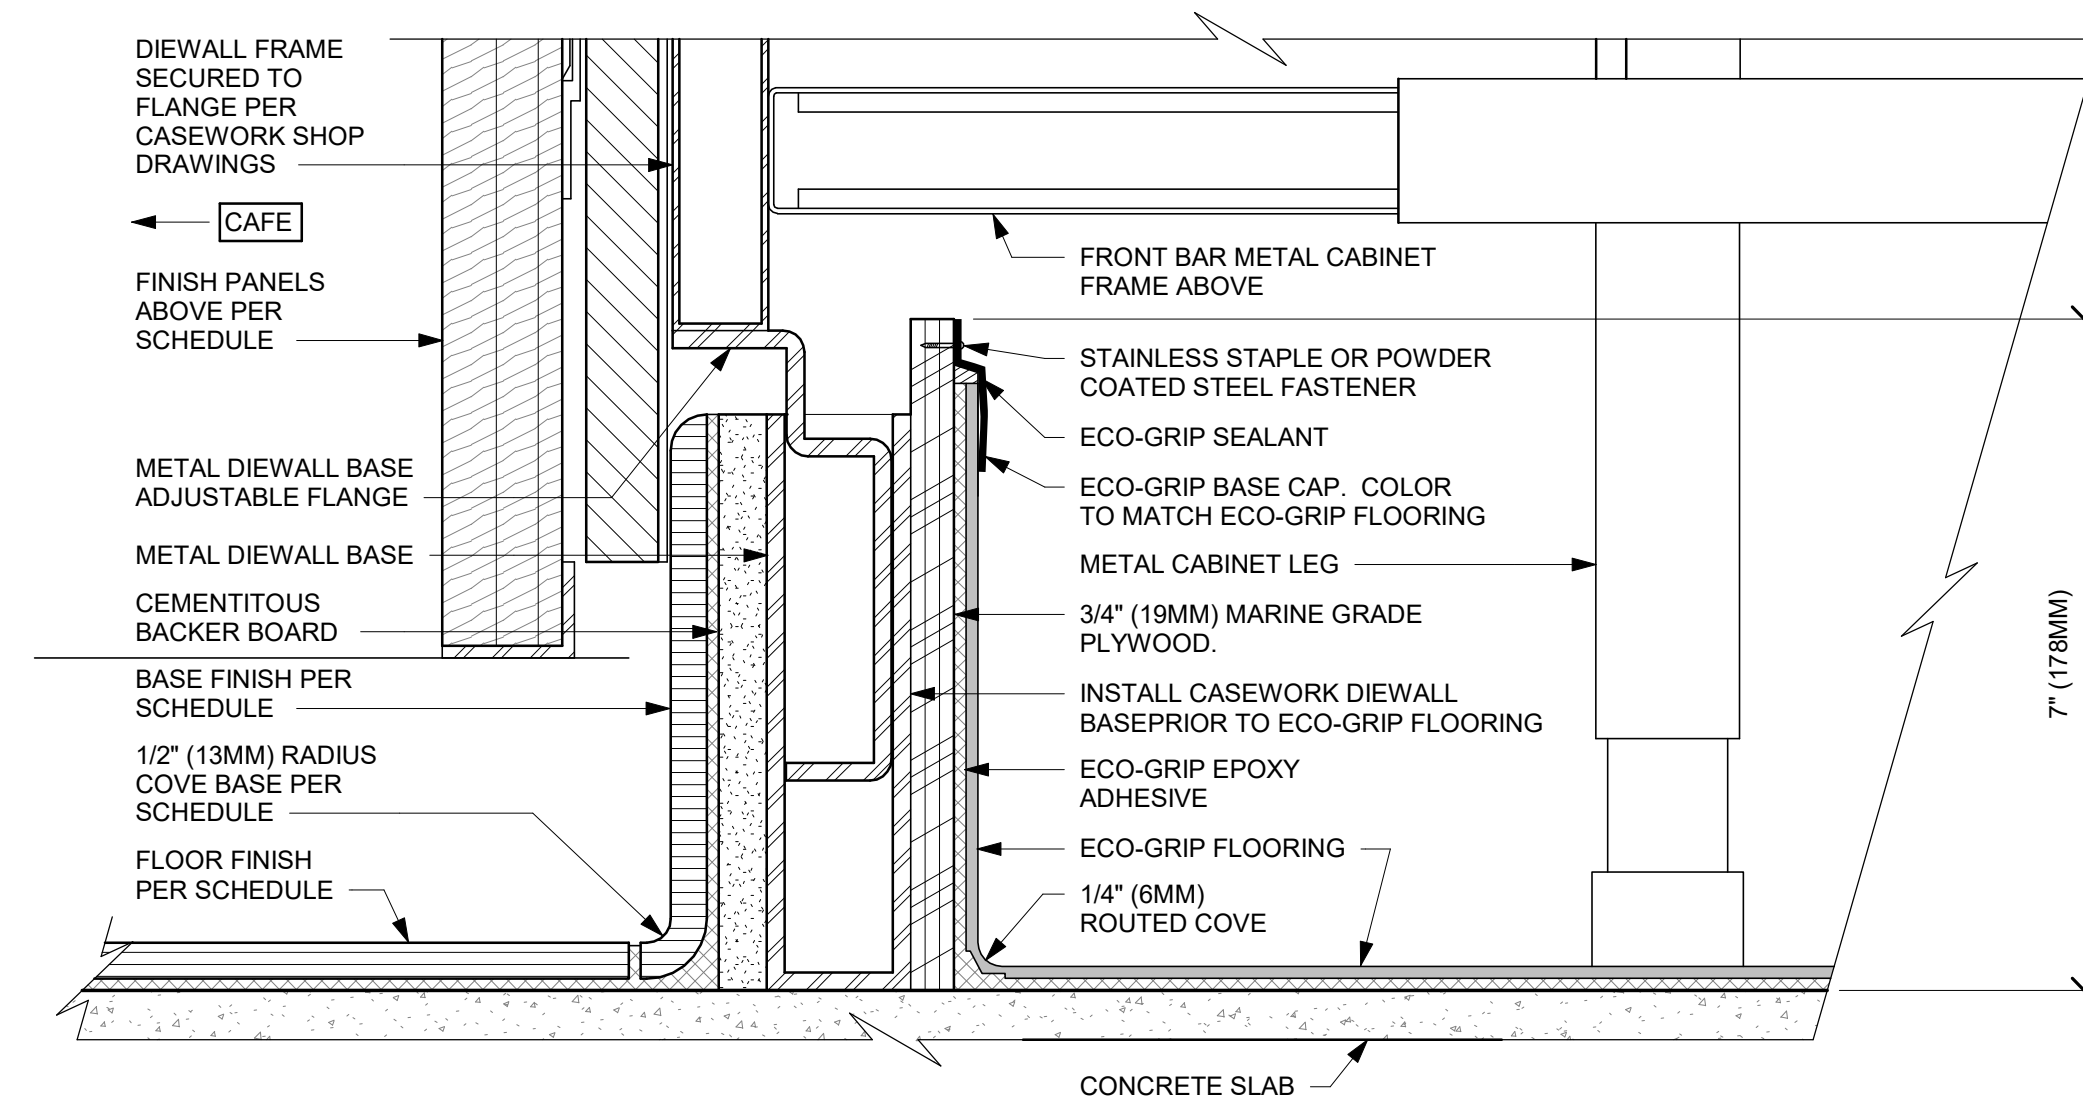 DIEWALL FRAME
SECURED TO
FLANGE PER
CASEWORK SHOP
DRAWINGS
CAFE
FINISH PANELS
ABOVE PER
SCHEDULE
METAL DIEWALL BASE
ADJUSTABLE FLANGE
METAL DIEWALL BASE
CEMENTITOUS
BACKER BOARD
BASE FINISH PER
SCHEDULE
1/2" (13MM) RADIUS
COVE BASE PER
SCHEDULE
FLOOR FINISH
PER SCHEDULE
FRONT BAR METAL CABINET
FRAME ABOVE
STAINLESS STAPLE OR POWDER
COATED STEEL FASTENER
ECO-GRIP SEALANT
ECO-GRIP BASE CAP.  COLOR
TO MATCH ECO-GRIP FLOORING
METAL CABINET LEG
3/4" (19MM) MARINE GRADE
PLYWOOD.
INSTALL CASEWORK DIEWALL
BASEPRIOR TO ECO-GRIP FLOORING
ECO-GRIP EPOXY
ADHESIVE
ECO-GRIP FLOORING
1/4" (6MM)
ROUTED COVE
CONCRETE SLAB
7" (178MM)